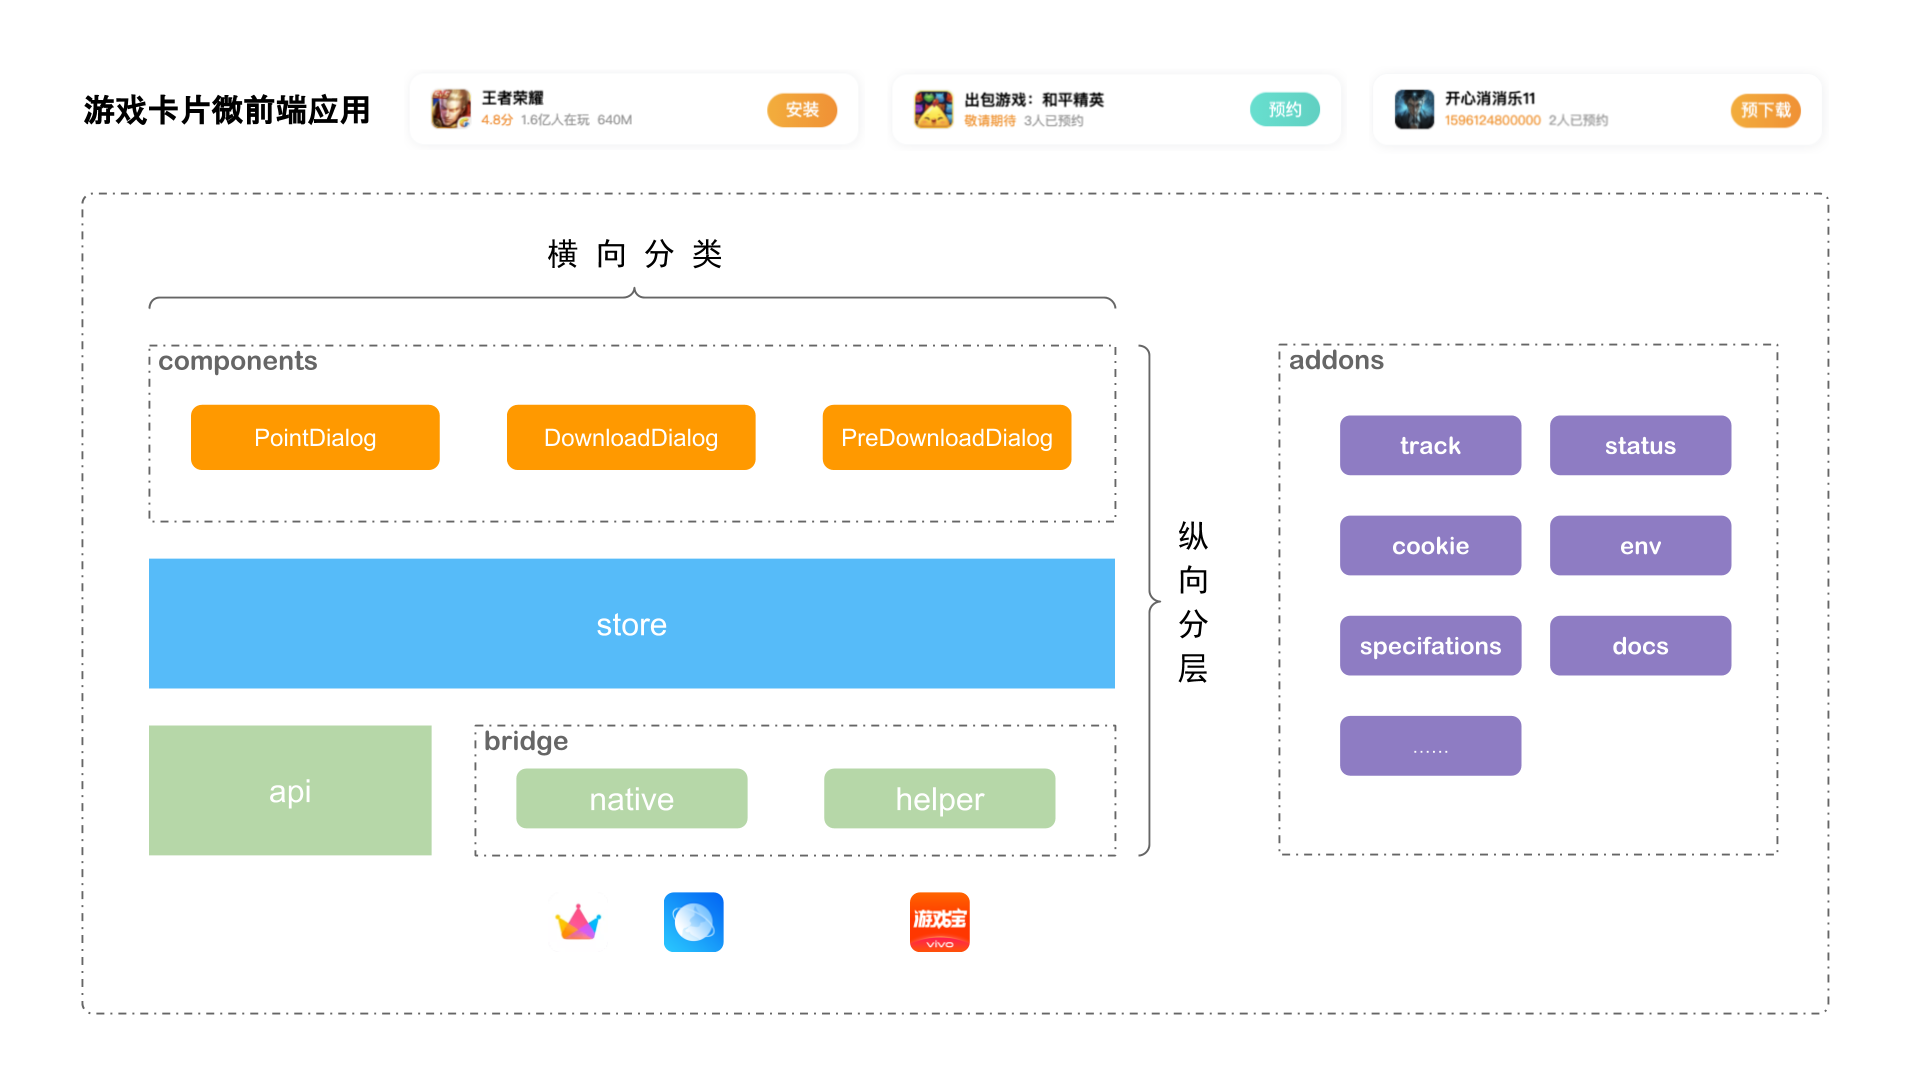 游戏卡片微前端应用
王者荣耀
4.8分 1.6亿人在玩 640M
安装
出包游戏：和平精英
敬请期待 3人已预约
预约
开心消消乐11
1596124800000 2人已预约
预下载
横向分类
components
PointDialog
DownloadDialog
PreDownloadDialog
store
api
bridge
native
helper
纵向分层
addons
track
status
cookie
env
specifations
docs
......
游戏宝
vivo